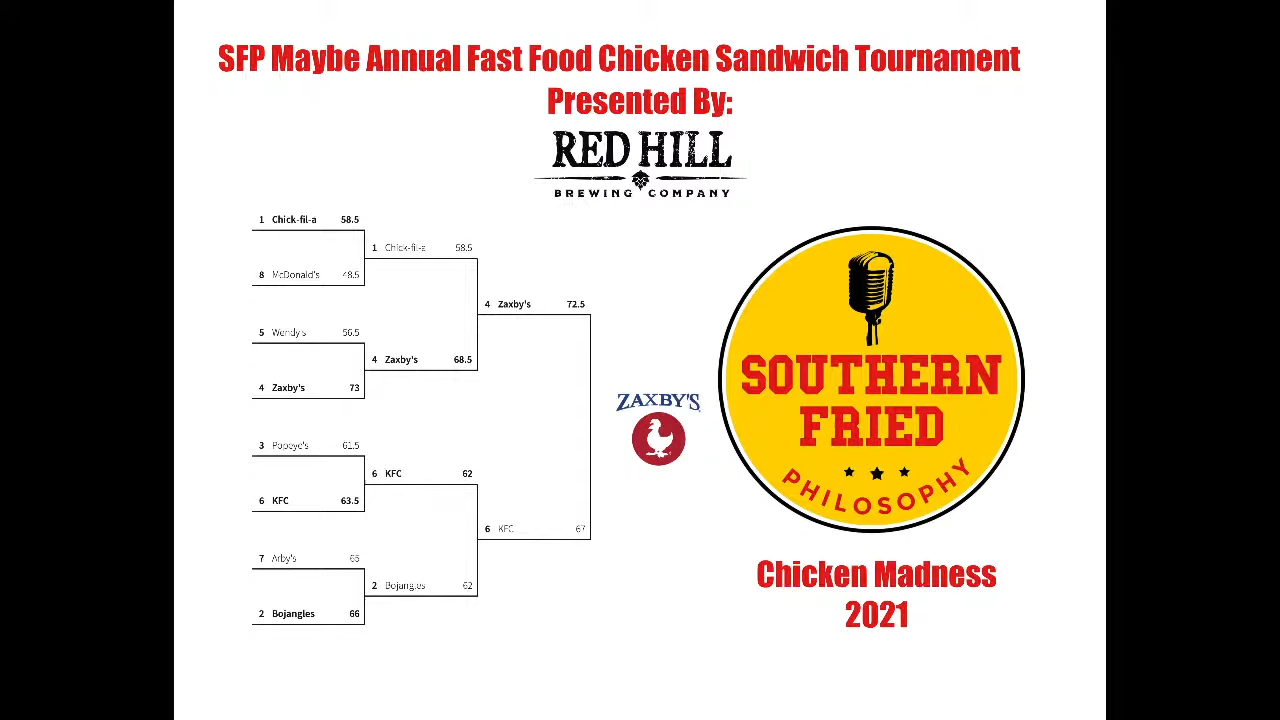 SFP Maybe Annual Fast Food Chicken Sandwich Tournament
Presented By:
RED HILL
BREWING COMPANY
1 Chick-fil-a 58.5
8 McDonald's 48.5
5 Wendy's 56.5
4 Zaxby's 73
3 Popeye's 61.5
6 KFC 63.5
7 Arby's 65
2 Bojangles 66
1 Chick-fil-a 58.5
4 Zaxby's 68.5
6 KFC 62
2 Bojangles 62
4 Zaxby's 72.5
6 KFC 67
ZAXBY'S
SOUTHERN
FRIED
PHILOSOPHY
Chicken Madness
2021